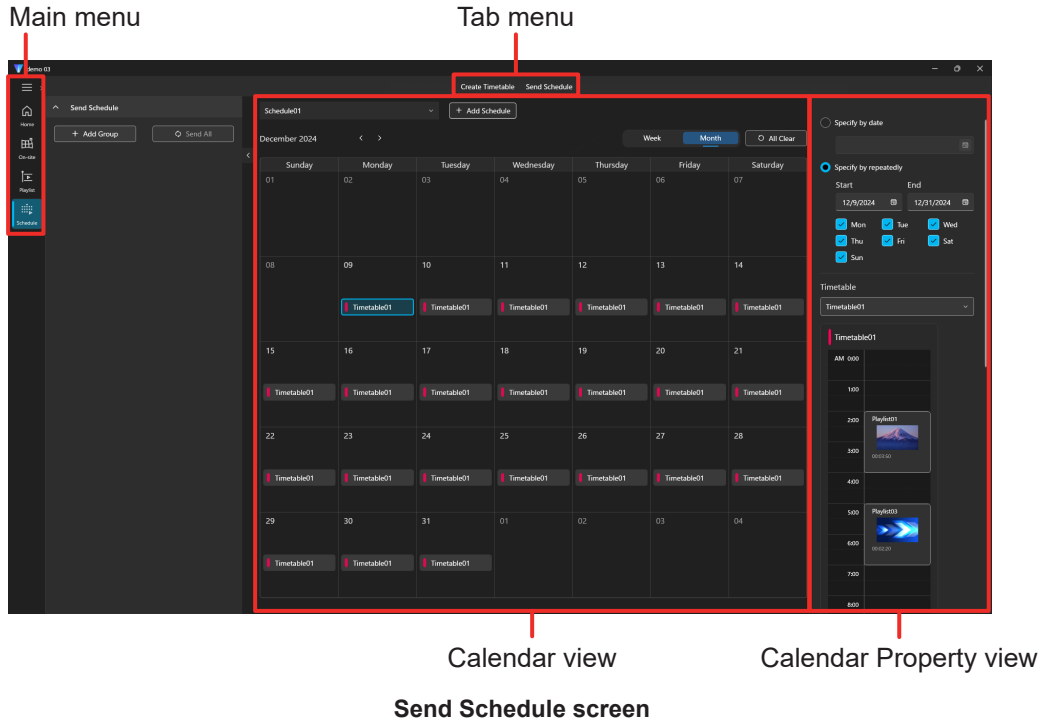 Main menu
Tab menu
demo 03
Create Timetable Send Schedule
Home
On-site
Playlist
Schedule
Send Schedule
+ Add Group
Send All
Schedule01
+ Add Schedule
December 2024
Week
Month
All Clear
Sunday Monday Tuesday Wednesday Thursday Friday Saturday
01 02 03 04 05 06 07
08 09 10 11 12 13 14
Timetable01 Timetable01 Timetable01 Timetable01 Timetable01 Timetable01
15 16 17 18 19 20 21
Timetable01 Timetable01 Timetable01 Timetable01 Timetable01 Timetable01 Timetable01
22 23 24 25 26 27 28
Timetable01 Timetable01 Timetable01 Timetable01 Timetable01 Timetable01 Timetable01
29 30 31 01 02 03 04
Timetable01 Timetable01 Timetable01
Specify by date
Specify by repeatedly
Start End
12/9/2024 12/31/2024
Mon Tue Wed
Thu Fri Sat
Sun
Timetable
Timetable01
Timetable01
AM 0:00
1:00
2:00 Playlist01
3:00 00:03:50
4:00
5:00 Playlist03
6:00 00:02:20
7:00
8:00
Calendar view
Calendar Property view
Send Schedule screen